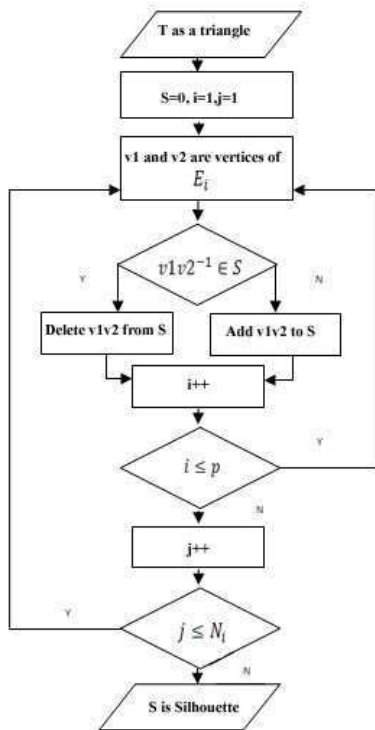 T as a triangle
S=0, i=1,j=1
v1 and v2 are vertices of
E_i
v1v2⁻¹ ∈ S
Y
N
Delete v1v2 from S
Add v1v2 to S
i++
i ≤ p
Y
N
j++
j ≤ N_i
Y
N
S is Silhouette